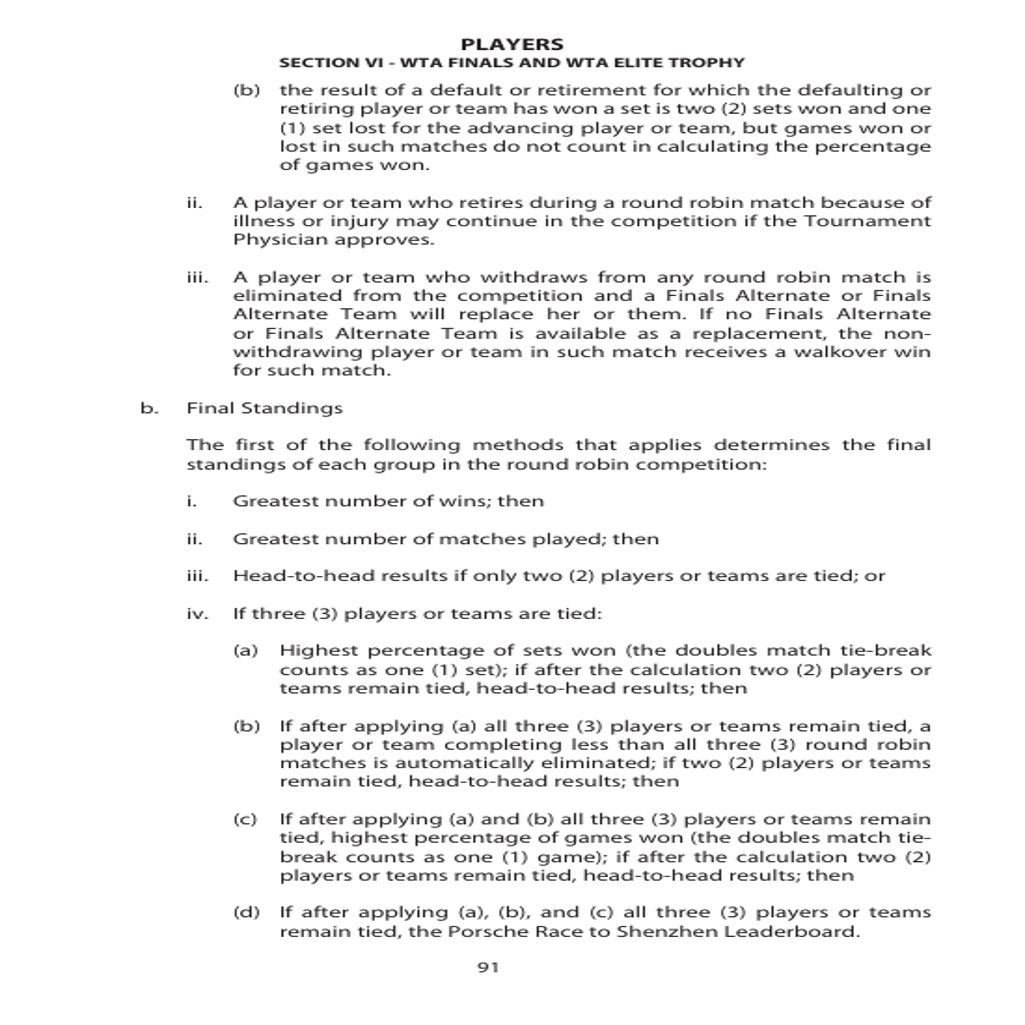 PLAYERS
SECTION VI - WTA FINALS AND WTA ELITE TROPHY
(b) the result of a default or retirement for which the defaulting or
retiring player or team has won a set is two (2) sets won and one
(1) set lost for the advancing player or team, but games won or
lost in such matches do not count in calculating the percentage
of games won.
ii. A player or team who retires during a round robin match because of
illness or injury may continue in the competition if the Tournament
Physician approves.
iii. A player or team who withdraws from any round robin match is
eliminated from the competition and a Finals Alternate or Finals
Alternate Team will replace her or them. If no Finals Alternate
or Finals Alternate Team is available as a replacement, the non-
withdrawing player or team in such match receives a walkover win
for such match.
b. Final Standings
The first of the following methods that applies determines the final
standings of each group in the round robin competition:
i. Greatest number of wins; then
ii. Greatest number of matches played; then
iii. Head-to-head results if only two (2) players or teams are tied; or
iv. If three (3) players or teams are tied:
(a) Highest percentage of sets won (the doubles match tie-break
counts as one (1) set); if after the calculation two (2) players or
teams remain tied, head-to-head results; then
(b) If after applying (a) all three (3) players or teams remain tied, a
player or team completing less than all three (3) round robin
matches is automatically eliminated; if two (2) players or teams
remain tied, head-to-head results; then
(c) If after applying (a) and (b) all three (3) players or teams remain
tied, highest percentage of games won (the doubles match tie-
break counts as one (1) game); if after the calculation two (2)
players or teams remain tied, head-to-head results; then
(d) If after applying (a), (b), and (c) all three (3) players or teams
remain tied, the Porsche Race to Shenzhen Leaderboard.
91